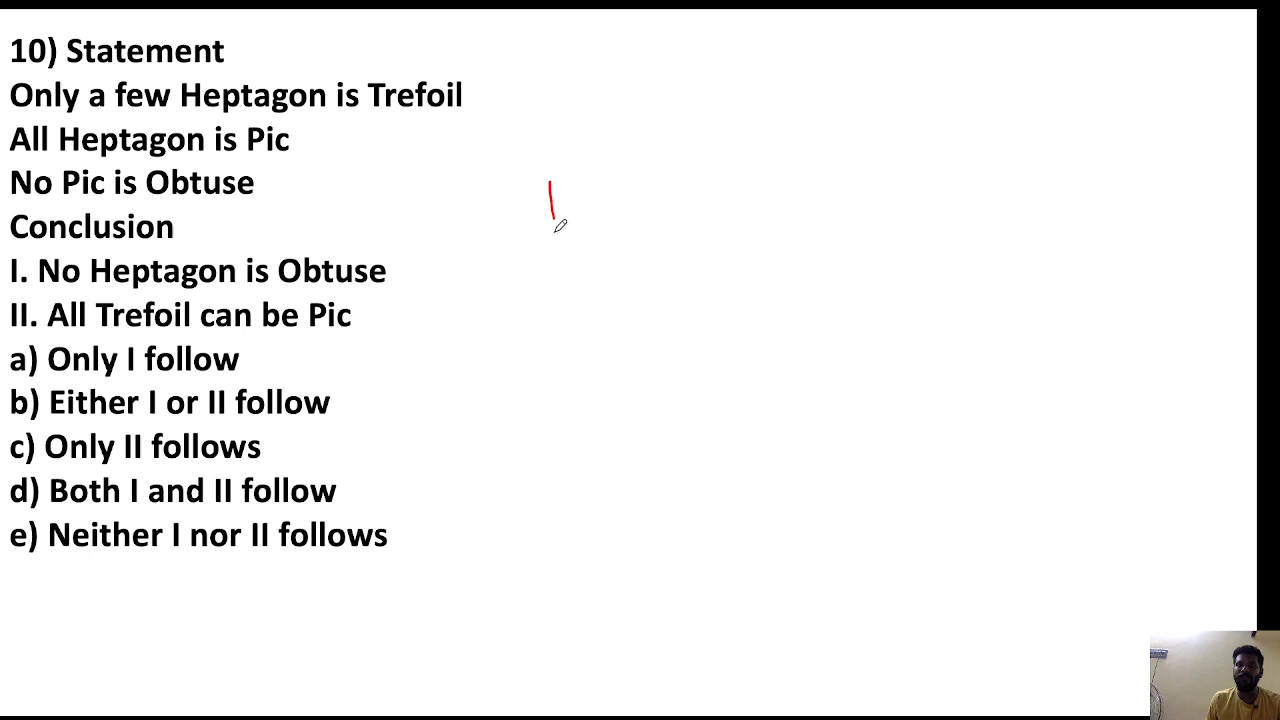 10) Statement
Only a few Heptagon is Trefoil
All Heptagon is Pic
No Pic is Obtuse
Conclusion
I. No Heptagon is Obtuse
II. All Trefoil can be Pic
a) Only I follow
b) Either I or II follow
c) Only II follows
d) Both I and II follow
e) Neither I nor II follows